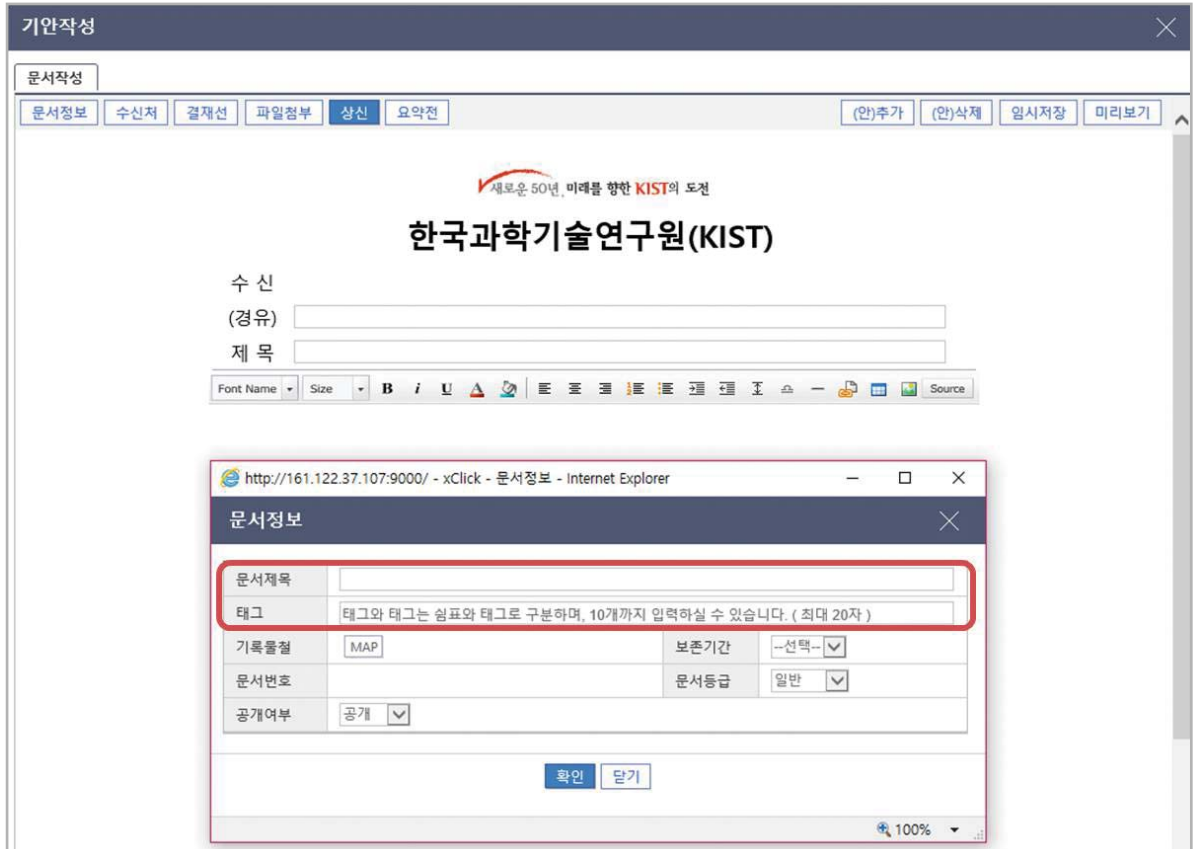 기안작성
문서작성
문서정보 수신처 결재선 파일첨부 상신 요약전 (안)추가 (안)삭제 임시저장 미리보기
새로운 50년, 미래를 향한 KIST의 도전
한국과학기술연구원(KIST)
수 신
(경유)
제 목
Font Name Size B i U A Source
http://161.122.37.107:9000/ - xClick - 문서정보 - Internet Explorer
문서정보
문서제목
태그 태그와 태그는 쉼표와 태그로 구분하며, 10개까지 입력하실 수 있습니다. ( 최대 20자 )
기록물철 MAP 보존기간 --선택--
문서번호 문서등급 일반
공개여부 공개
확인 닫기
100%